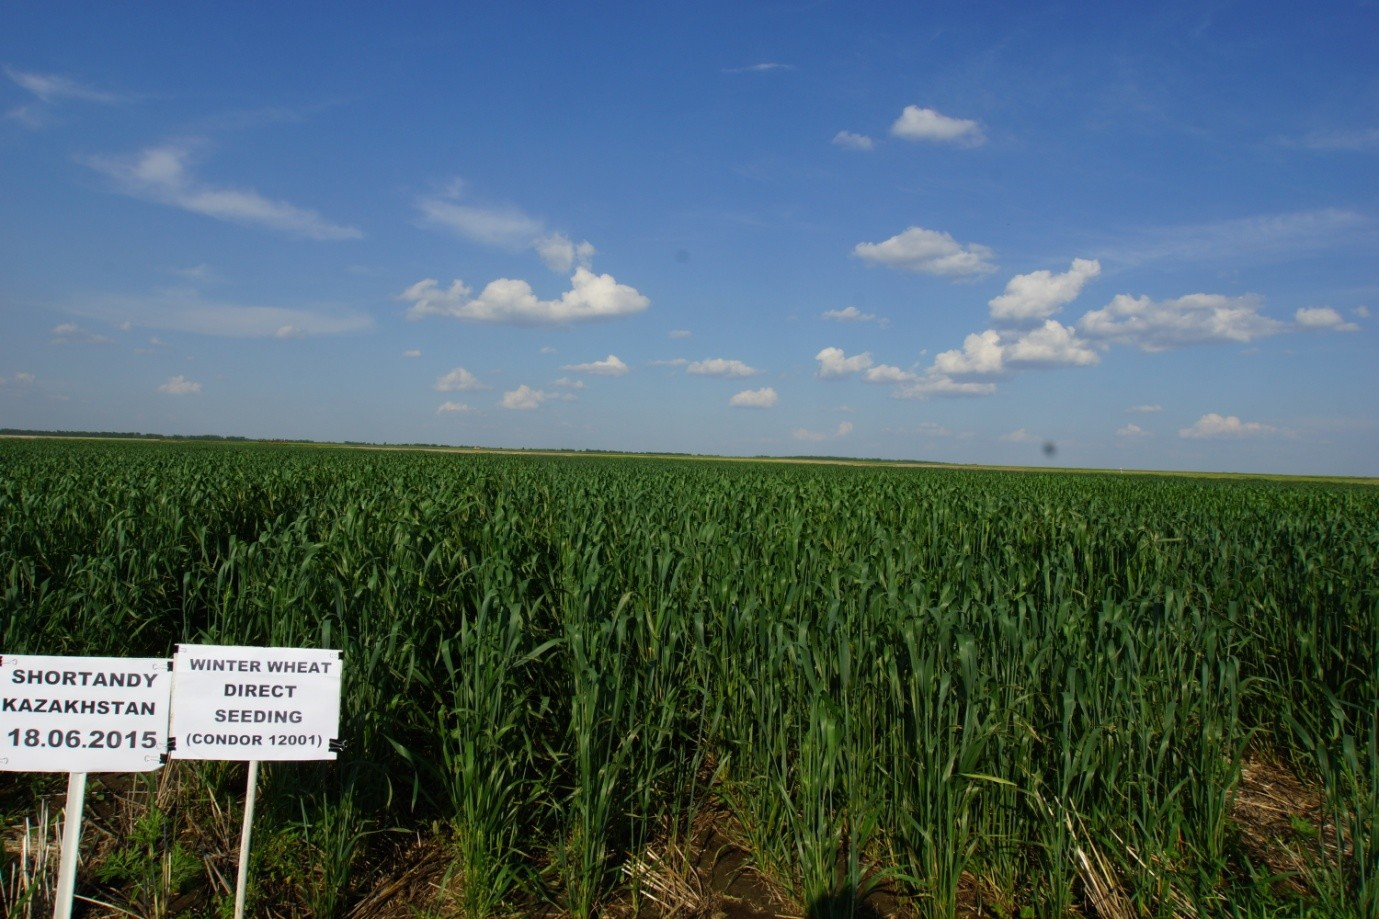 SHORTANDY
KAZAKHSTAN
18.06.2015
WINTER WHEAT
DIRECT
SEEDING
(CONDOR 12001)